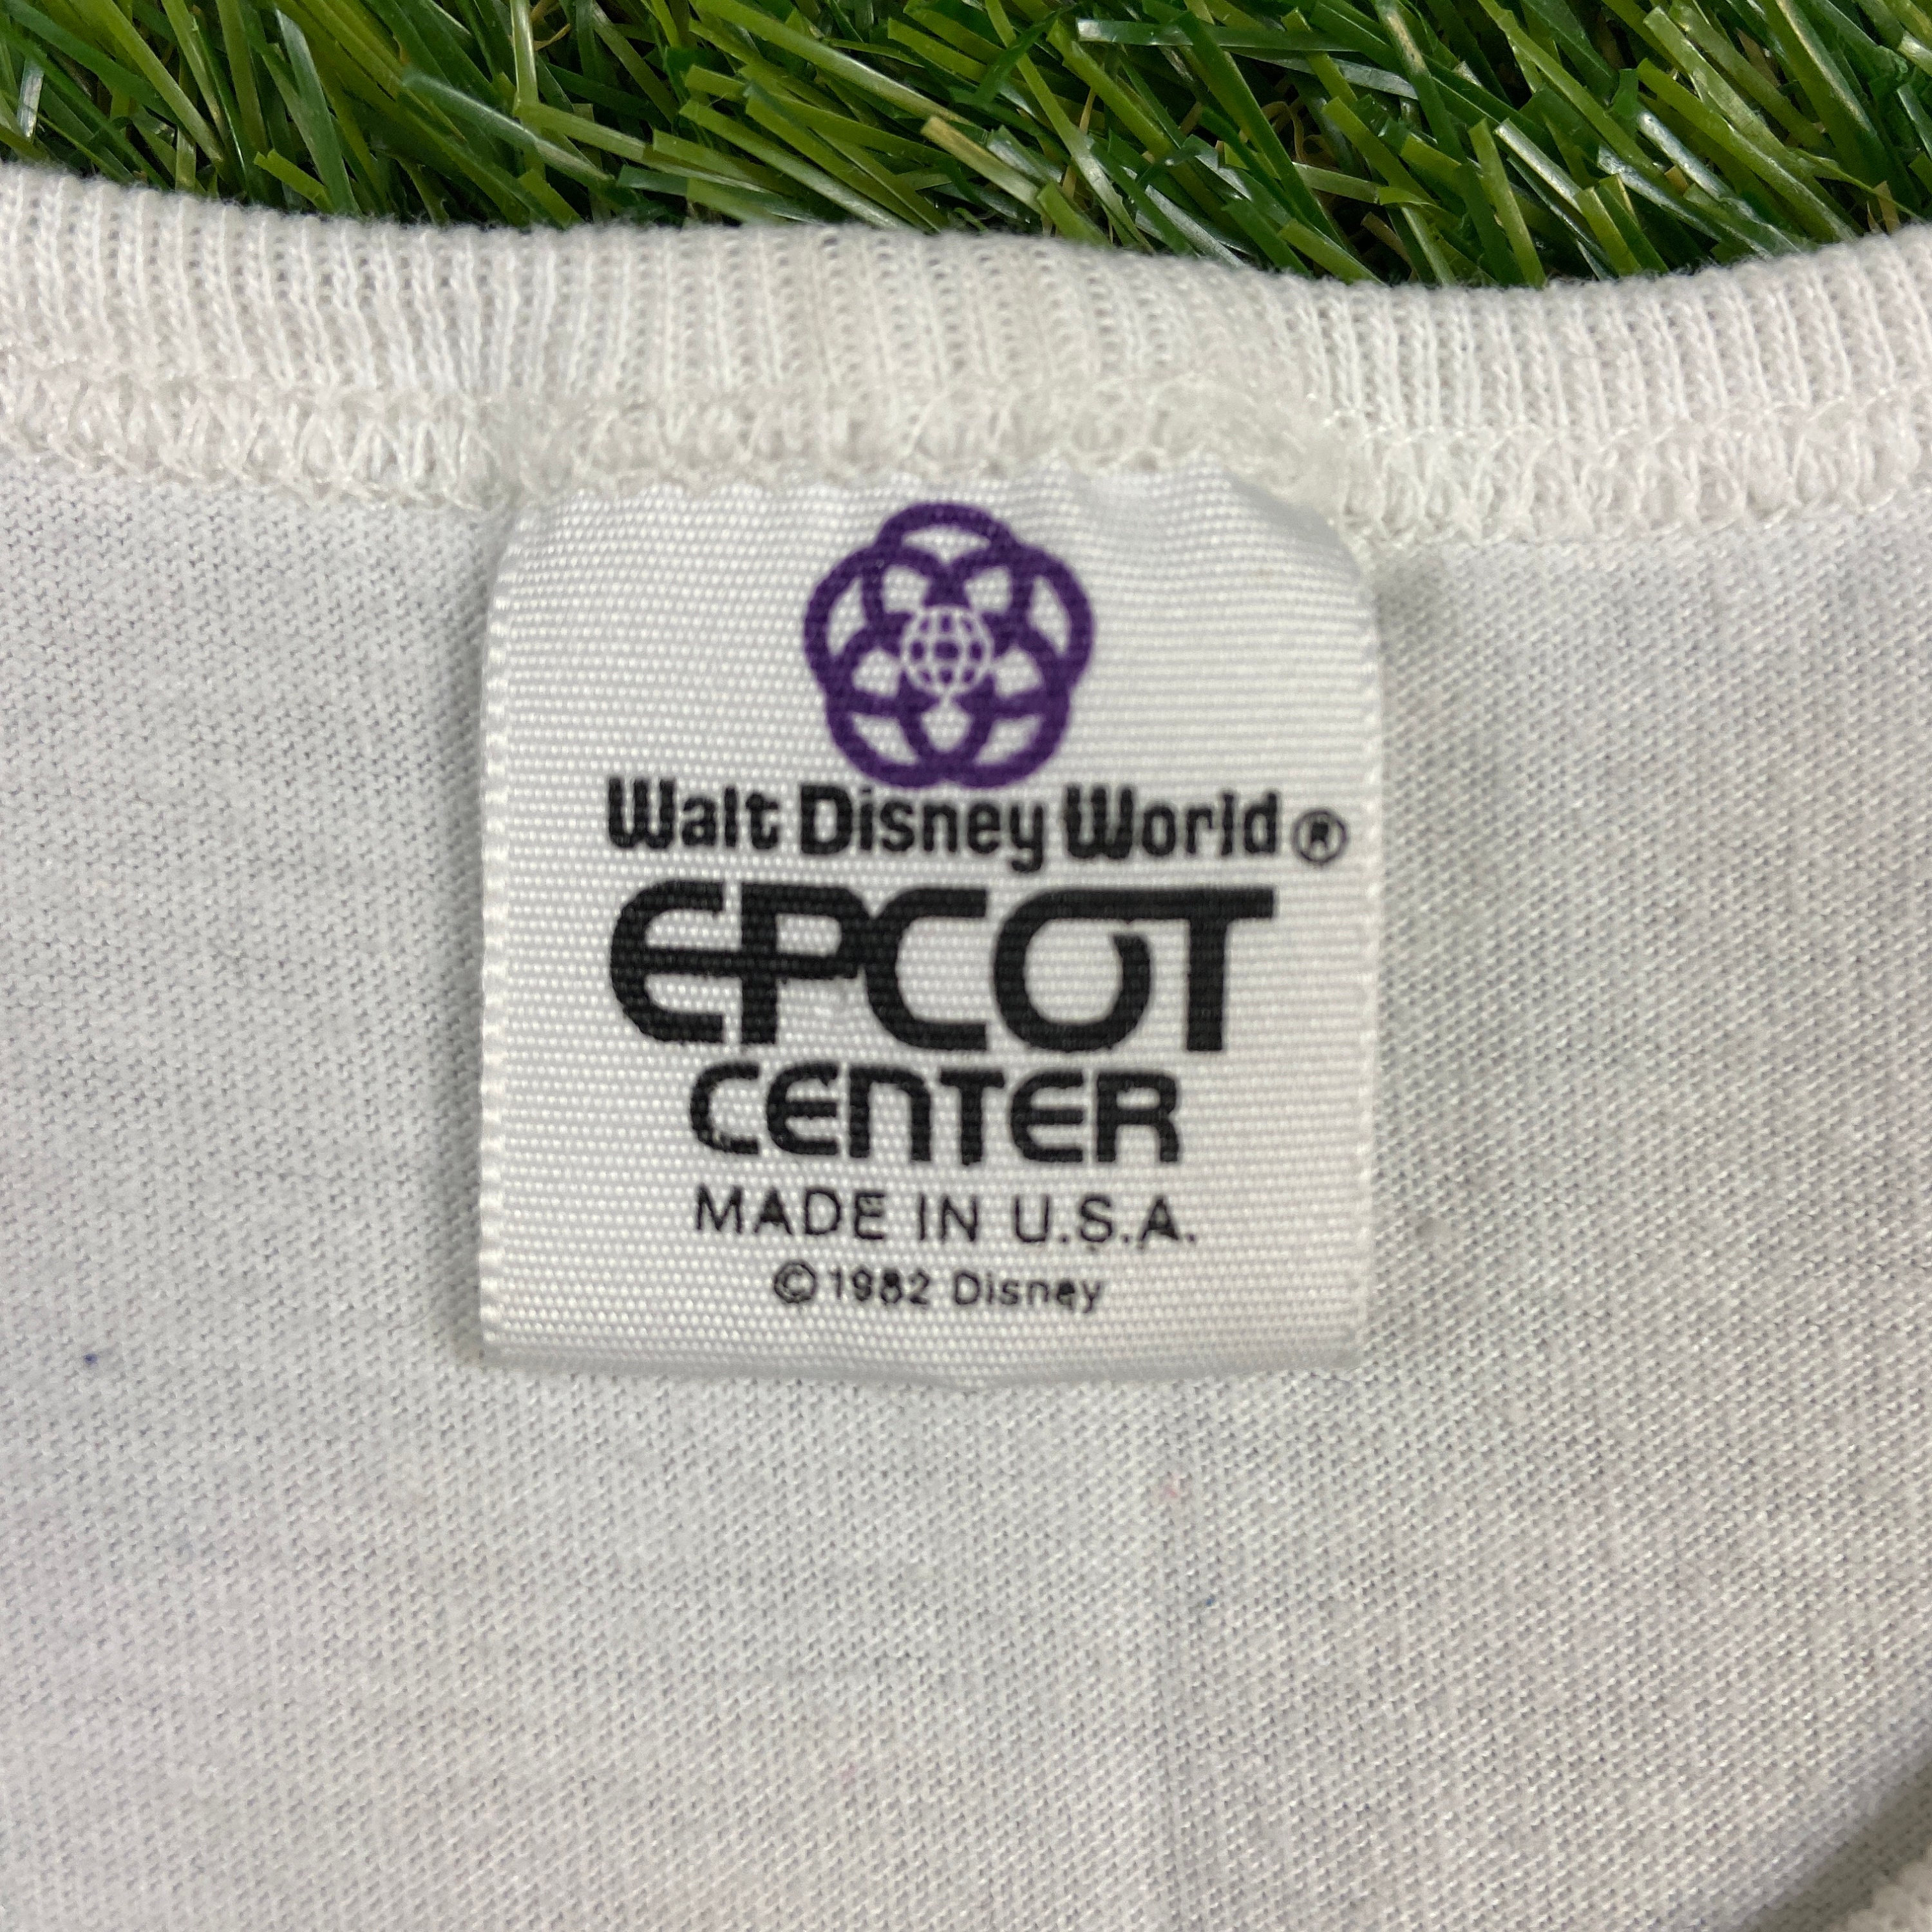 Walt Disney World®
EPCOT
CENTER
MADE IN U.S.A.
©1982 Disney